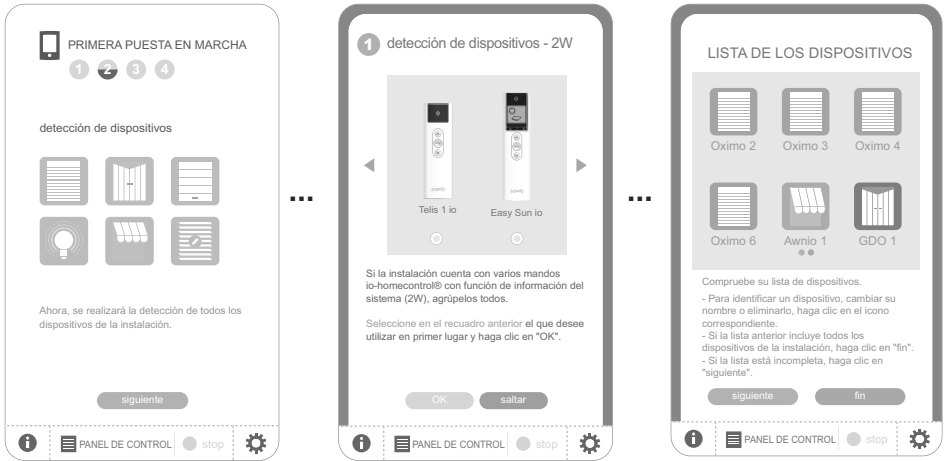 PRIMERA PUESTA EN MARCHA
1 2 3 4
detección de dispositivos
Ahora, se realizará la detección de todos los
dispositivos de la instalación.
siguiente
PANEL DE CONTROL
stop
...
1 detección de dispositivos - 2W
somfy somfy
Telis 1 io Easy Sun io
Si la instalación cuenta con varios mandos
io-homecontrol® con función de información del
sistema (2W), agrúpelos todos.
Seleccione en el recuadro anterior el que desee
utilizar en primer lugar y haga clic en "OK".
OK saltar
PANEL DE CONTROL
stop
...
LISTA DE LOS DISPOSITIVOS
Oximo 2 Oximo 3 Oximo 4
Oximo 6 Awnio 1 GDO 1
Compruebe su lista de dispositivos.
- Para identificar un dispositivo, cambiar su
nombre o eliminarlo, haga clic en el icono
correspondiente.
- Si la lista anterior incluye todos los
dispositivos de la instalación, haga clic en "fin".
- Si la lista está incompleta, haga clic en
"siguiente".
siguiente fin
PANEL DE CONTROL
stop